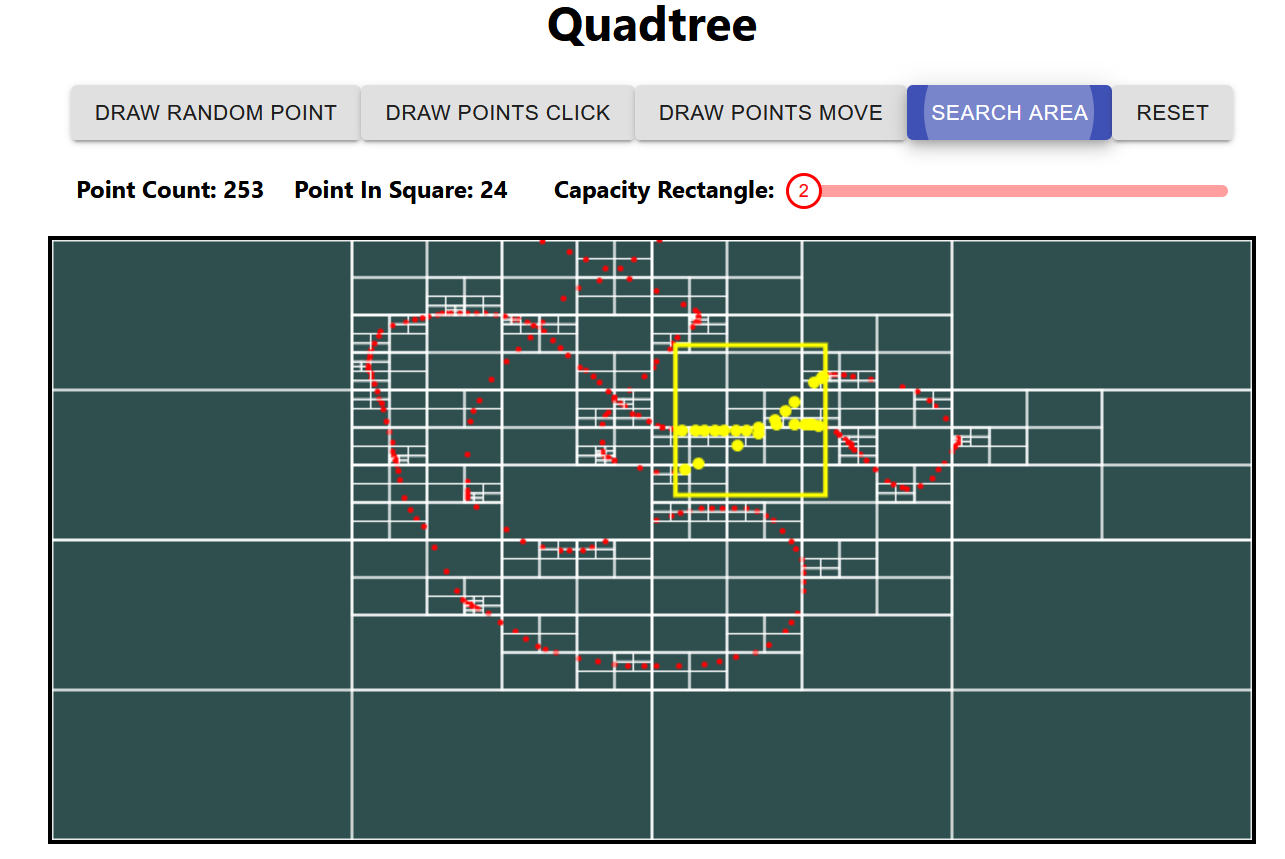 Quadtree
DRAW RANDOM POINT DRAW POINTS CLICK DRAW POINTS MOVE SEARCH AREA RESET
Point Count: 253 Point In Square: 24 Capacity Rectangle: 2